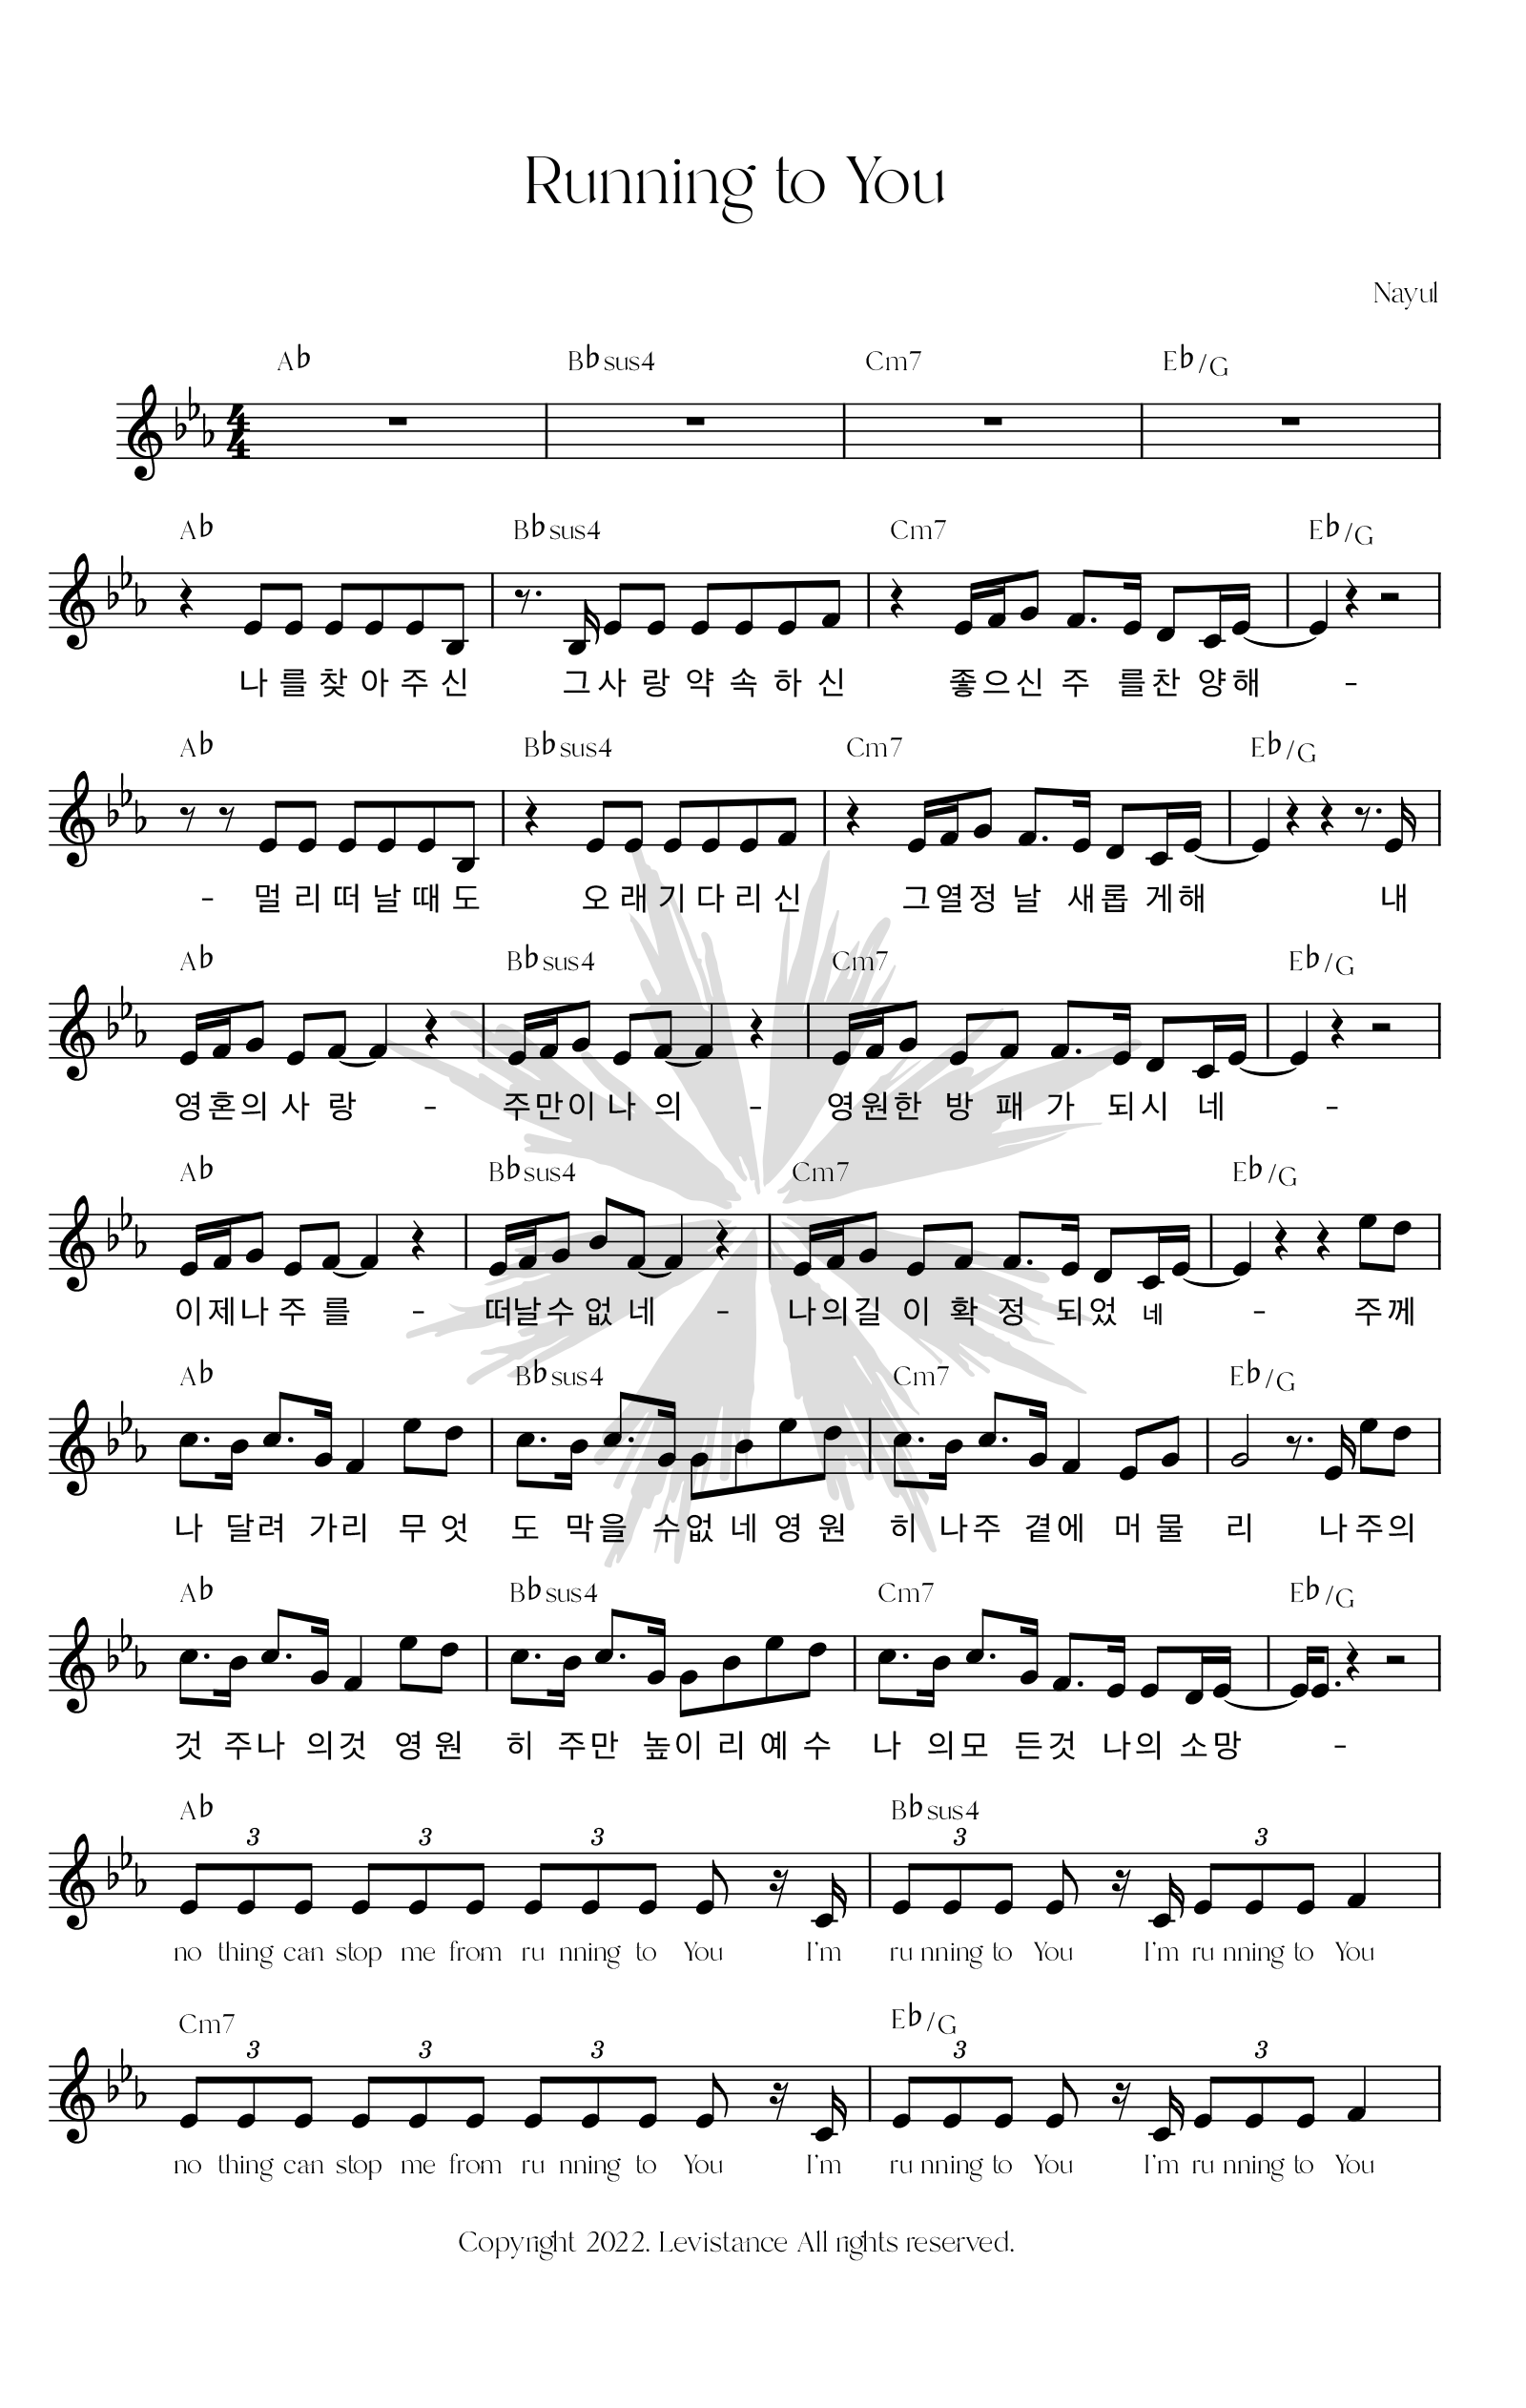 Running to You
Nayul
A♭ B♭sus4 Cm7 E♭/G
4/4
A♭ B♭sus4 Cm7 E♭/G
나 를 찾 아 주 신 그 사 랑 약 속 하 신 좋 으 신 주 를 찬 양 해 -
A♭ B♭sus4 Cm7 E♭/G
- 멀 리 떠 날 때 도 오 래 기 다 리 신 그 열 정 날 새 롭 게 해 내
A♭ B♭sus4 Cm7 E♭/G
영 혼 의 사 랑 - 주 만 이 나 의 - 영 원 한 방 패 가 되 시 네 -
A♭ B♭sus4 Cm7 E♭/G
이 제 나 주 를 - 떠 날 수 없 네 - 나 의 길 이 확 정 되 었 네 - 주 께
A♭ B♭sus4 Cm7 E♭/G
나 달 려 가 리 무 엇 도 막 을 수 없 네 영 원 히 나 주 곁 에 머 물 리 나 주 의
A♭ B♭sus4 Cm7 E♭/G
것 주 나 의 것 영 원 히 주 만 높 이 리 예 수 나 의 모 든 것 나 의 소 망 -
A♭ B♭sus4
3 3 3 3 3
no thing can stop me from ru nning to You I'm ru nning to You I'm ru nning to You
Cm7 E♭/G
3 3 3 3 3
no thing can stop me from ru nning to You I'm ru nning to You I'm ru nning to You
Copyright 2022. Levistance All rights reserved.